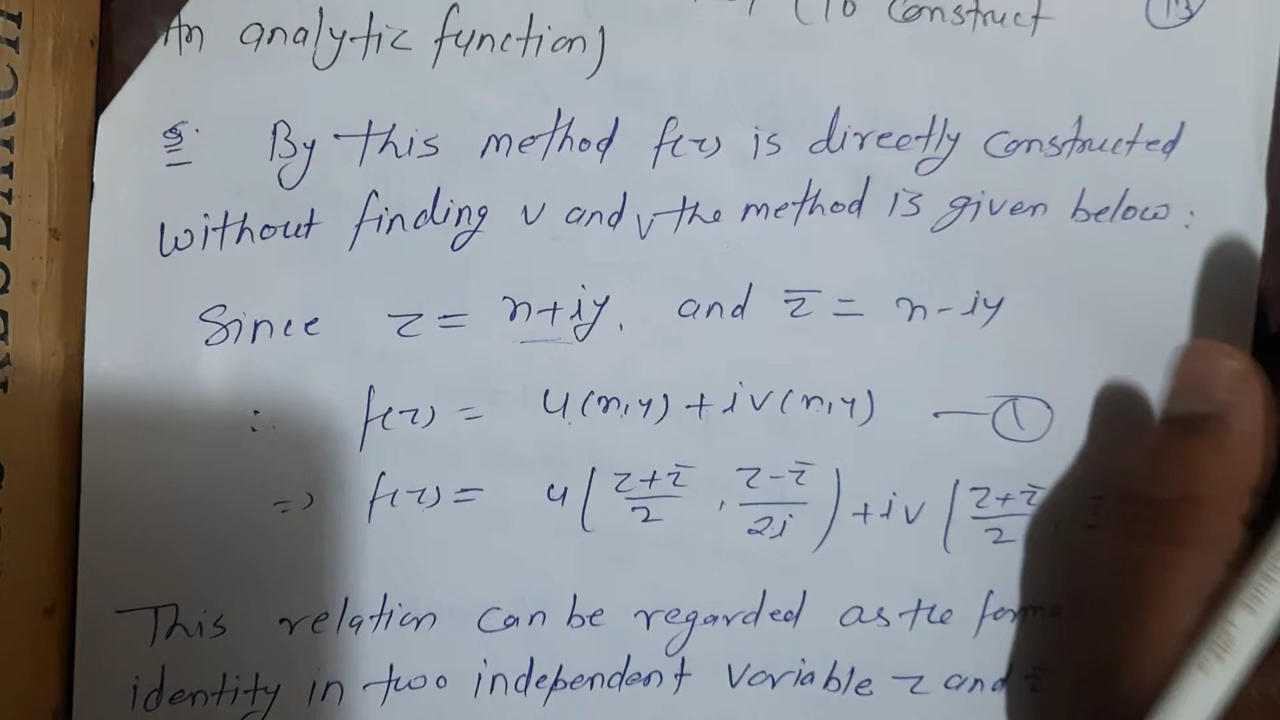 (To construct 13
An analytic function)
By this method f(z) is directly constructed
without finding u and v the method is given below:
Since z = x+iy, and z̄ = x-iy
∴ f(z) = u(x,y) + iv(x,y) —①
=) f(z) = u((z+z̄)/2, (z-z̄)/2i) + iv((z+z̄)/2,
This relation can be regarded as the
identity in two independent variable z and
RESEARCH